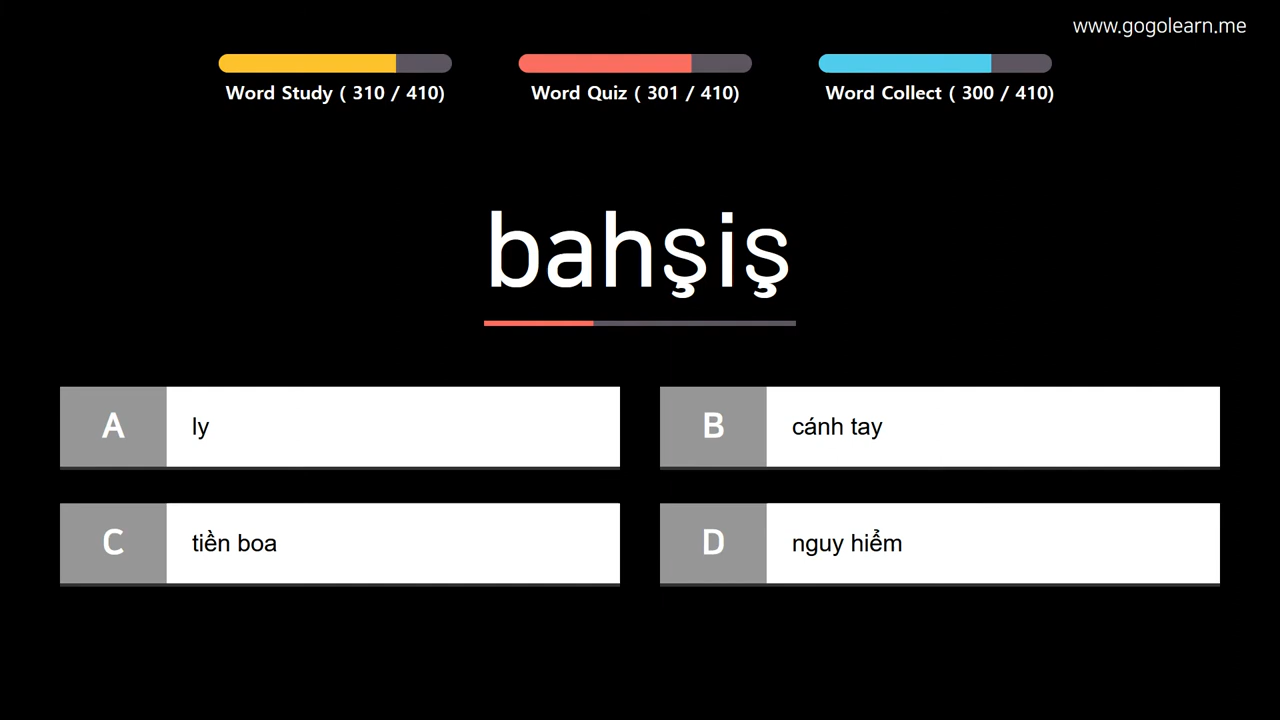 www.gogolearn.me
Word Study ( 310 / 410)
Word Quiz ( 301 / 410)
Word Collect ( 300 / 410)
bahşiş
A ly
B cánh tay
C tiền boa
D nguy hiểm